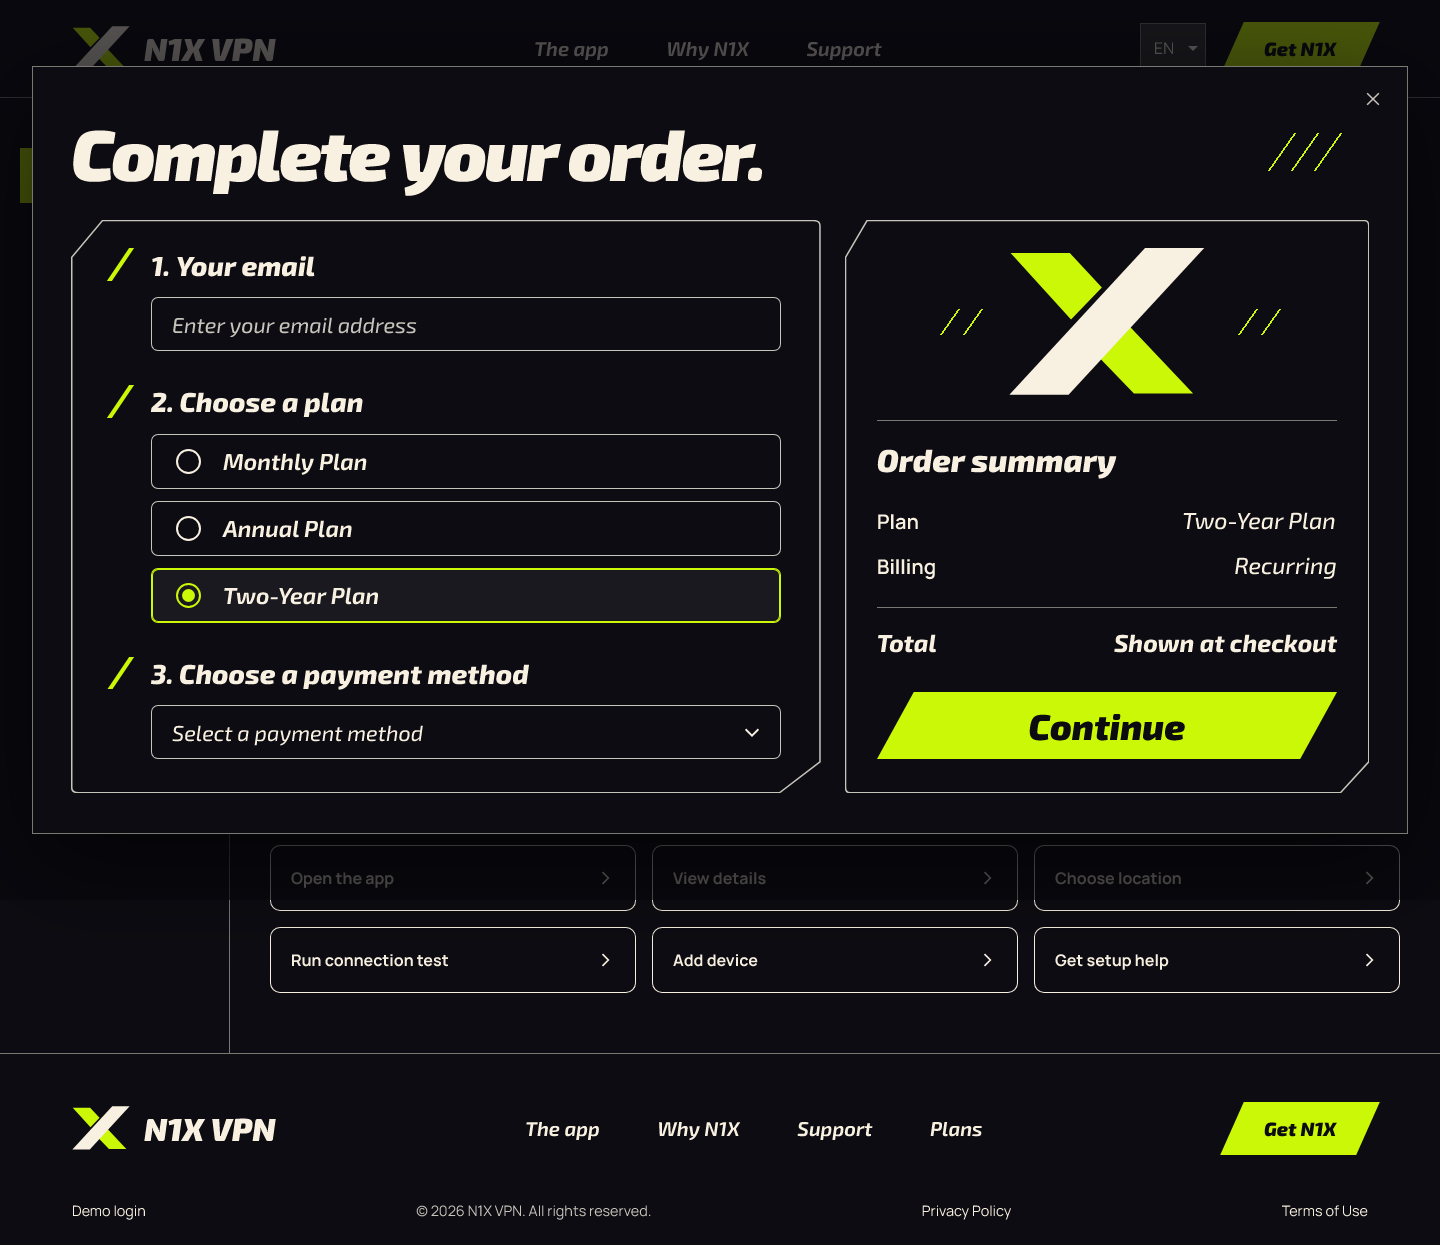 N1X VPN
The app
Why N1X
Support
EN
Get N1X
Complete your order.
1. Your email
Enter your email address
2. Choose a plan
Monthly Plan
Annual Plan
Two-Year Plan
3. Choose a payment method
Select a payment method
Order summary
Plan Two-Year Plan
Billing Recurring
Total Shown at checkout
Continue
Open the app
View details
Choose location
Run connection test
Add device
Get setup help
N1X VPN
The app
Why N1X
Support
Plans
Get N1X
Demo login
© 2026 N1X VPN. All rights reserved.
Privacy Policy
Terms of Use